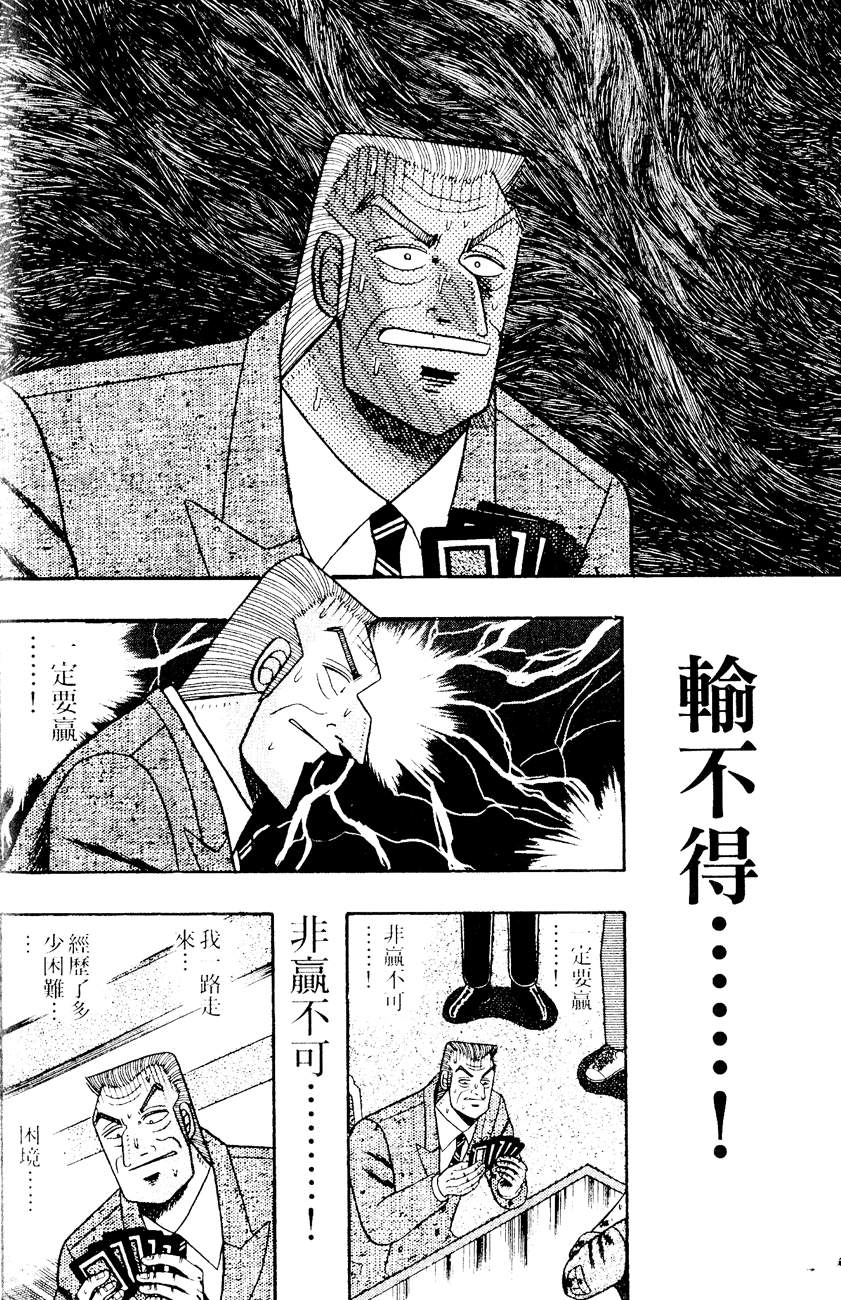 輸不得……！
一定要贏
……！
一定要贏
……！
非贏不可
……！
非贏不可………！
我一路走
來…
經歷了多
少困難…
…
困境……